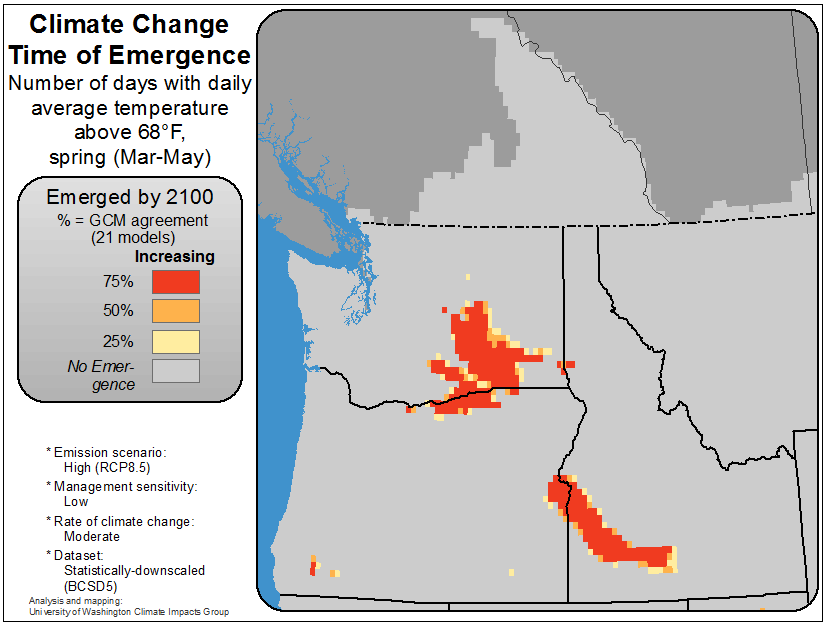 Climate Change
Time of Emergence
Number of days with daily
average temperature
above 68°F,
spring (Mar-May)
Emerged by 2100
% = GCM agreement
(21 models)
Increasing
75%
50%
25%
No Emer-
gence
* Emission scenario:
High (RCP8.5)
* Management sensitivity:
Low
* Rate of climate change:
Moderate
* Dataset:
Statistically-downscaled
(BCSD5)
Analysis and mapping:
University of Washington Climate Impacts Group